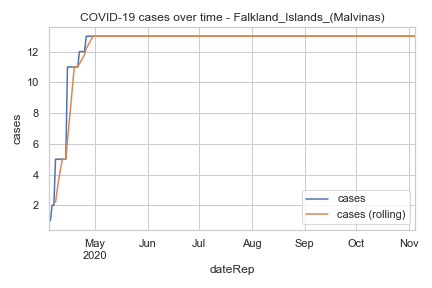 COVID-19 cases over time - Falkland_Islands_(Malvinas)
12
10
8
6
4
2
cases
cases
cases (rolling)
May
2020
Jun
Jul
Aug
Sep
Oct
Nov
dateRep